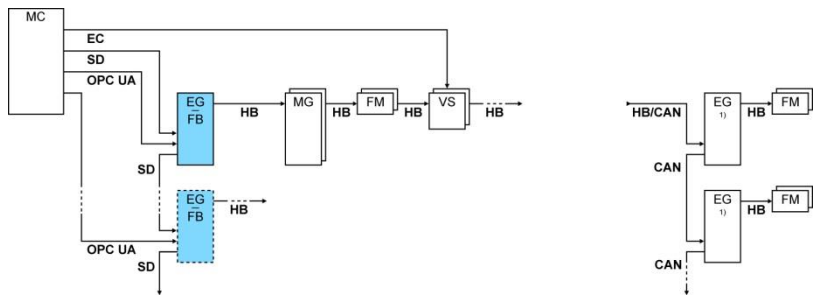 MC
EC
SD
OPC UA
EG
–
FB
HB
MG
HB
FM
HB
VS
HB
SD
EG
–
FB
HB
OPC UA
SD
HB/CAN
EG
1)
HB
FM
CAN
EG
1)
HB
FM
CAN